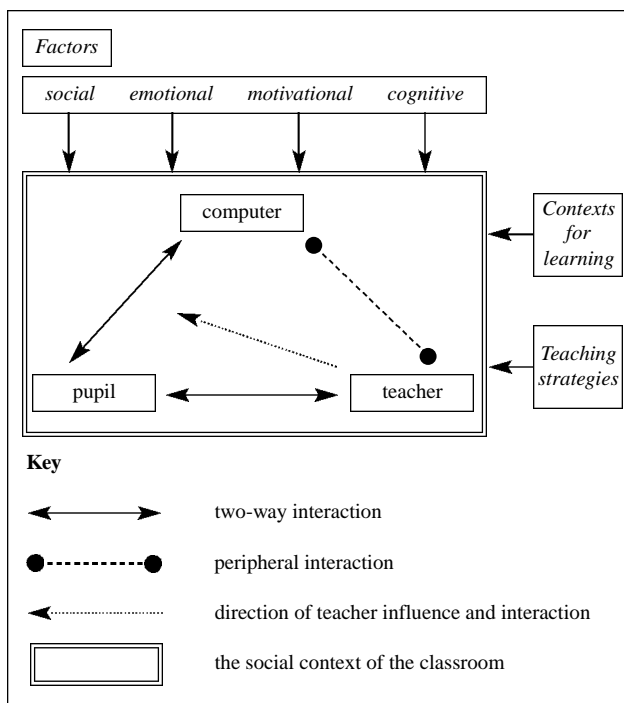 Factors
social emotional motivational cognitive
computer
Contexts
for
learning
pupil
teacher
Teaching
strategies
Key
two-way interaction
peripheral interaction
direction of teacher influence and interaction
the social context of the classroom